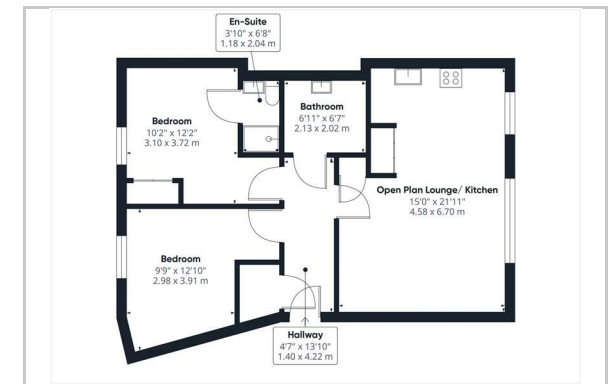 En-Suite
3'10" x 6'8"
1.18 x 2.04 m
Bedroom
10'2" x 12'2"
3.10 x 3.72 m
Bathroom
6'11" x 6'7"
2.13 x 2.02 m
Open Plan Lounge/ Kitchen
15'0" x 21'11"
4.58 x 6.70 m
Bedroom
9'9" x 12'10"
2.98 x 3.91 m
Hallway
4'7" x 13'10"
1.40 x 4.22 m